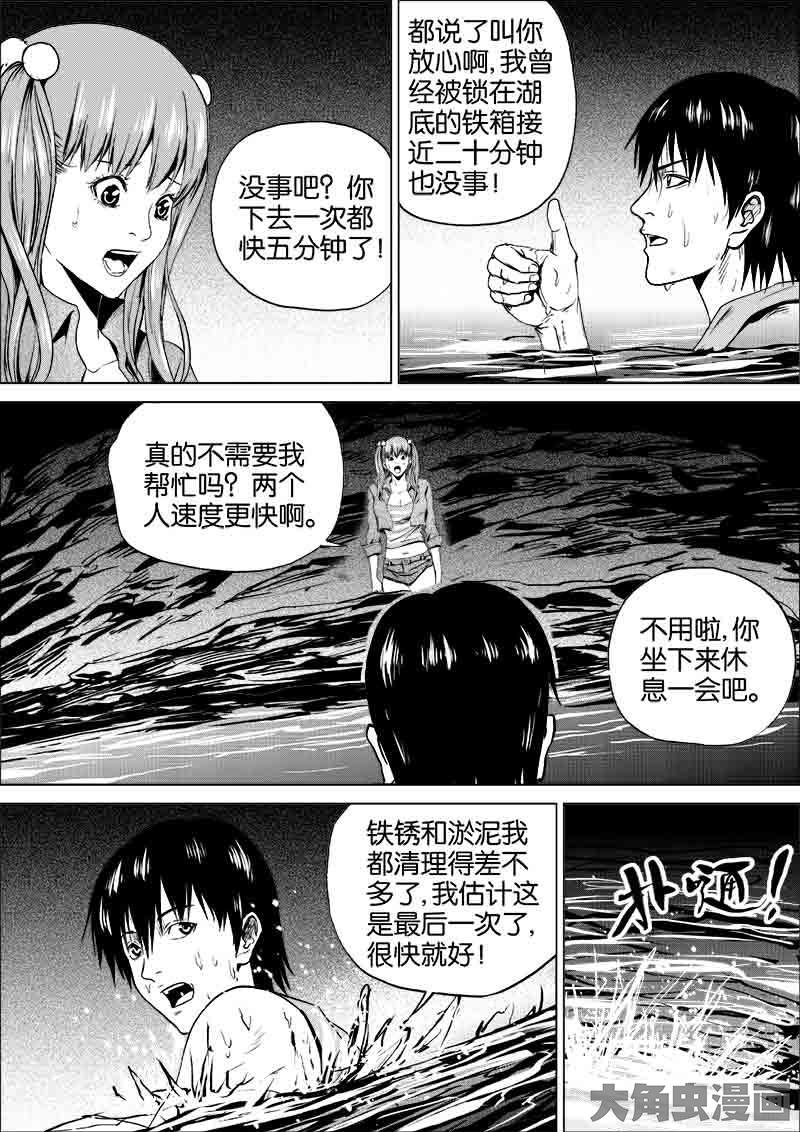 没事吧？你
下去一次都
快五分钟了！
都说了叫你
放心啊，我曾
经被锁在湖
底的铁箱接
近二十分钟
也没事！
真的不需要我
帮忙吗？两个
人速度更快啊。
不用啦，你
坐下来休
息一会吧。
铁锈和淤泥我
都清理得差不
多了，我估计这
是最后一次了，
很快就好！
扑嗵！
大角虫漫画